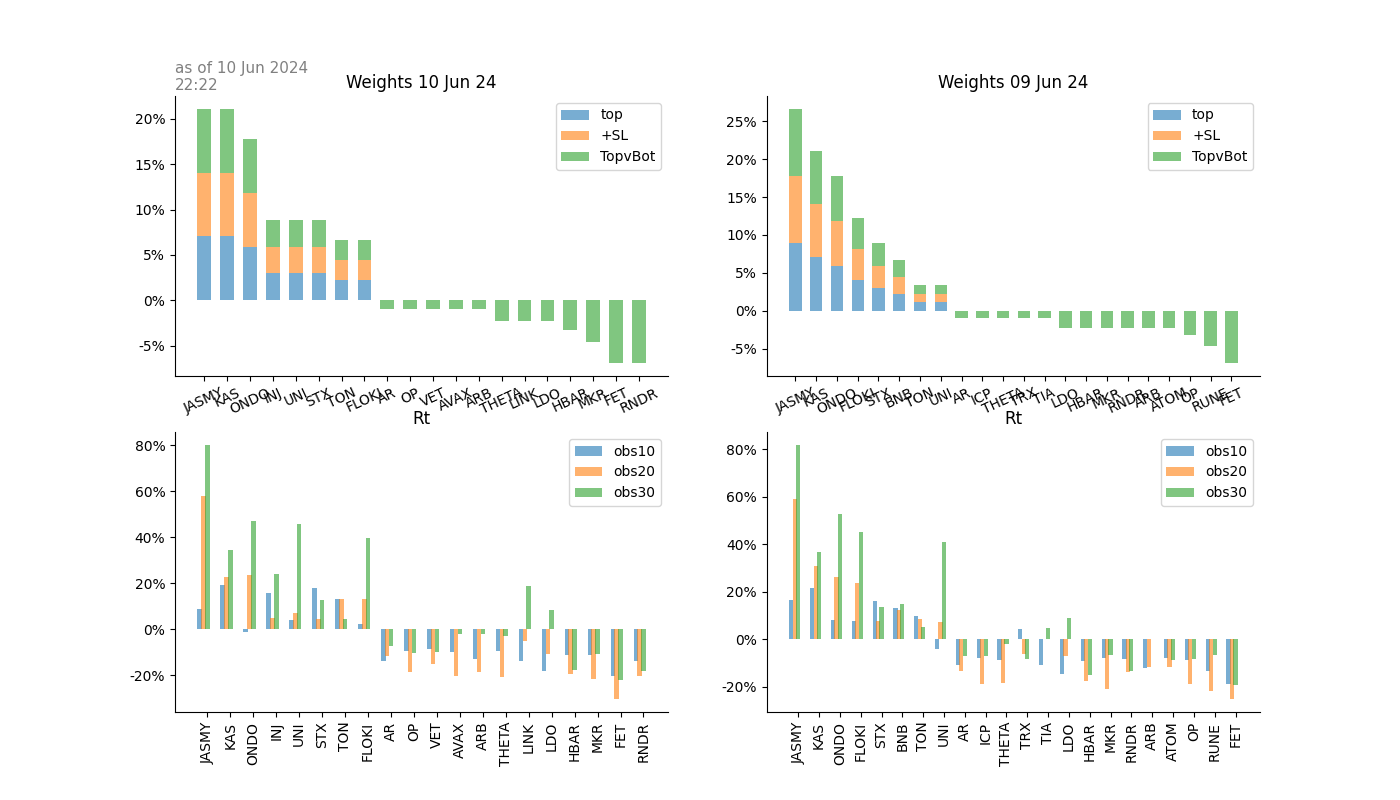 as of 10 Jun 2024
22:22
Weights 10 Jun 24
20%
15%
10%
5%
0%
-5%
top
+SL
TopvBot
JASMY KAS ONDO INJ UNI STX TON FLOKI AR OP VET AVAX ARB THETA LINK LDO HBAR MKR FET RNDR
Weights 09 Jun 24
25%
20%
15%
10%
5%
0%
-5%
top
+SL
TopvBot
JASMY KAS ONDO FLOKI STX BNB TON UNI AR ICP THETA TRX TIA LDO HBAR MKR RNDR ARB ATOM OP RUNE FET
Rt
80%
60%
40%
20%
0%
-20%
obs10
obs20
obs30
JASMY KAS ONDO INJ UNI STX TON FLOKI AR OP VET AVAX ARB THETA LINK LDO HBAR MKR FET RNDR
Rt
80%
60%
40%
20%
0%
-20%
obs10
obs20
obs30
JASMY KAS ONDO FLOKI STX BNB TON UNI AR ICP THETA TRX TIA LDO HBAR MKR RNDR ARB ATOM OP RUNE FET